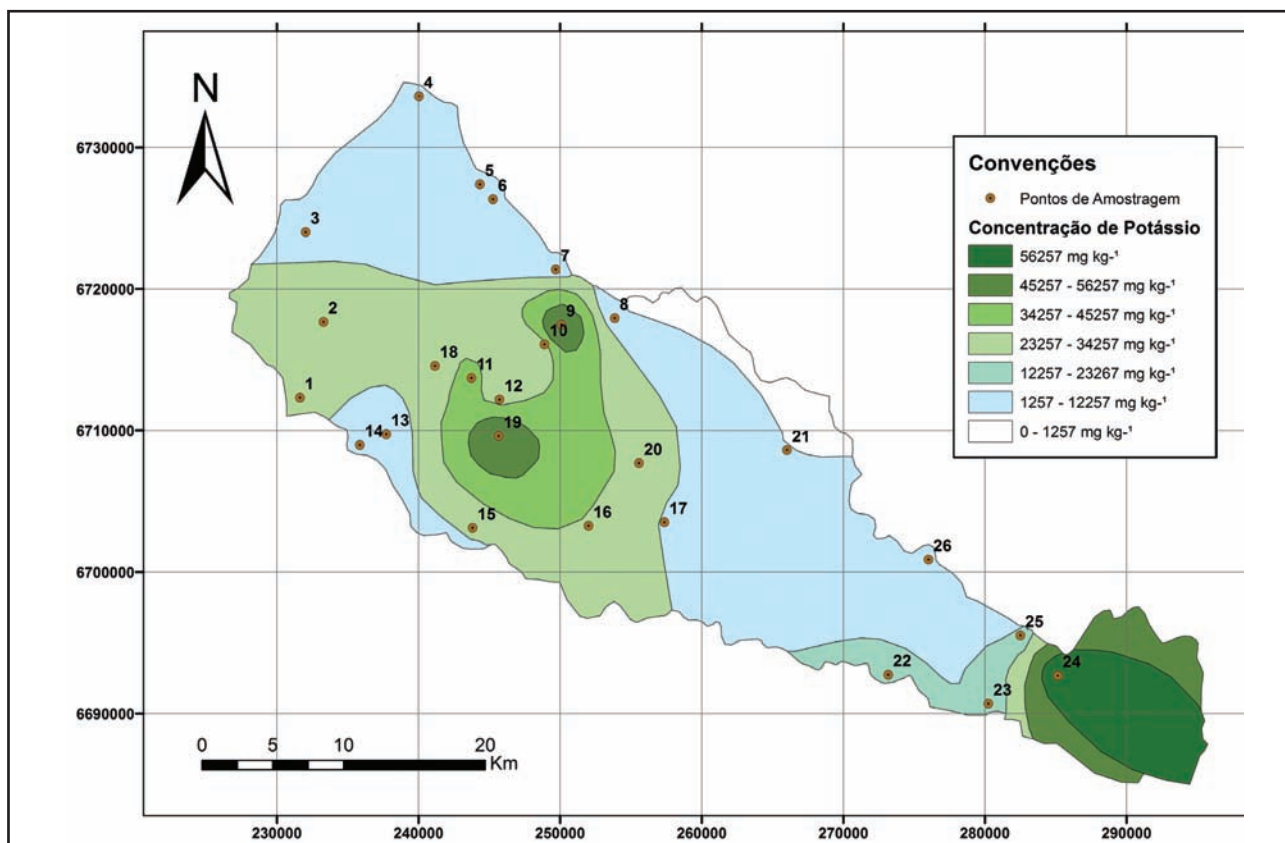 N
6730000
6720000
6710000
6700000
6690000
230000 240000 250000 260000 270000 280000 290000
0 5 10 20
Km
Convenções
Pontos de Amostragem
Concentração de Potássio
56257 mg kg-¹
45257 - 56257 mg kg-¹
34257 - 45257 mg kg-¹
23257 - 34257 mg kg-¹
12257 - 23267 mg kg-¹
1257 - 12257 mg kg-¹
0 - 1257 mg kg-¹
4
5
6
3
7
8
2
9
10
18
11
12
1
13
14
19
21
20
15
16
17
26
25
22
24
23